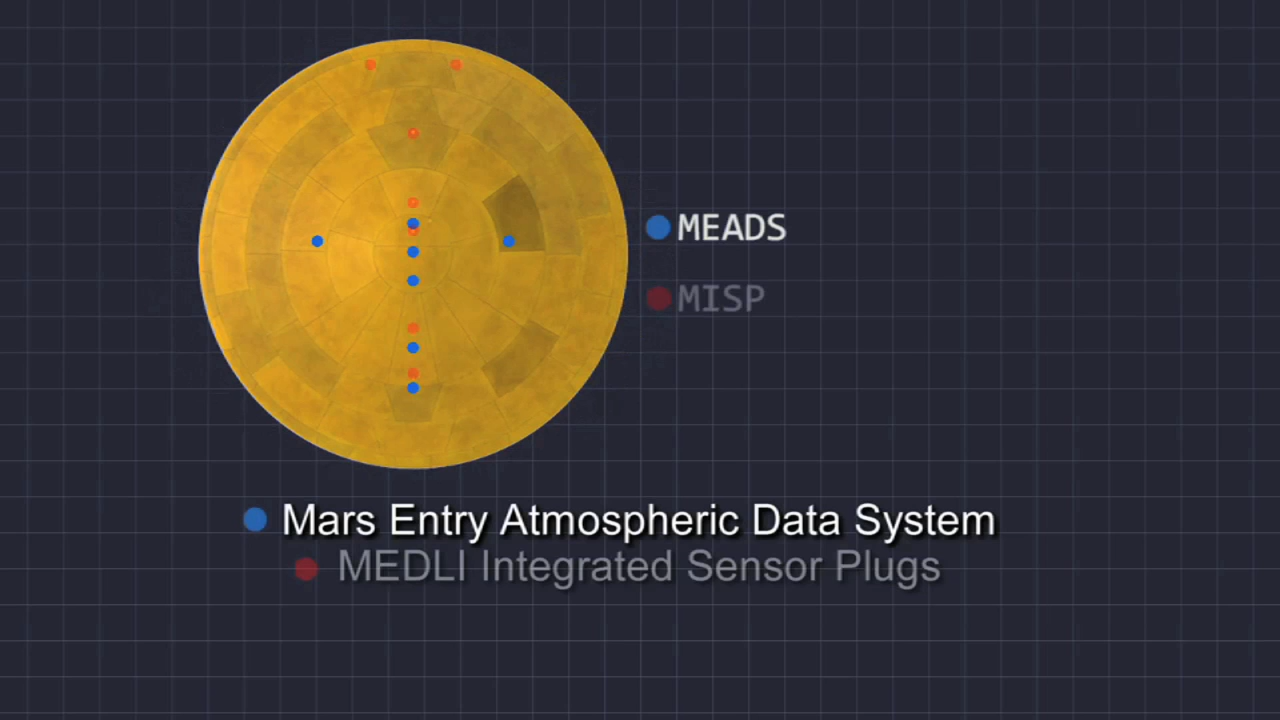 MEADS
MISP
Mars Entry Atmospheric Data System
MEDLI Integrated Sensor Plugs